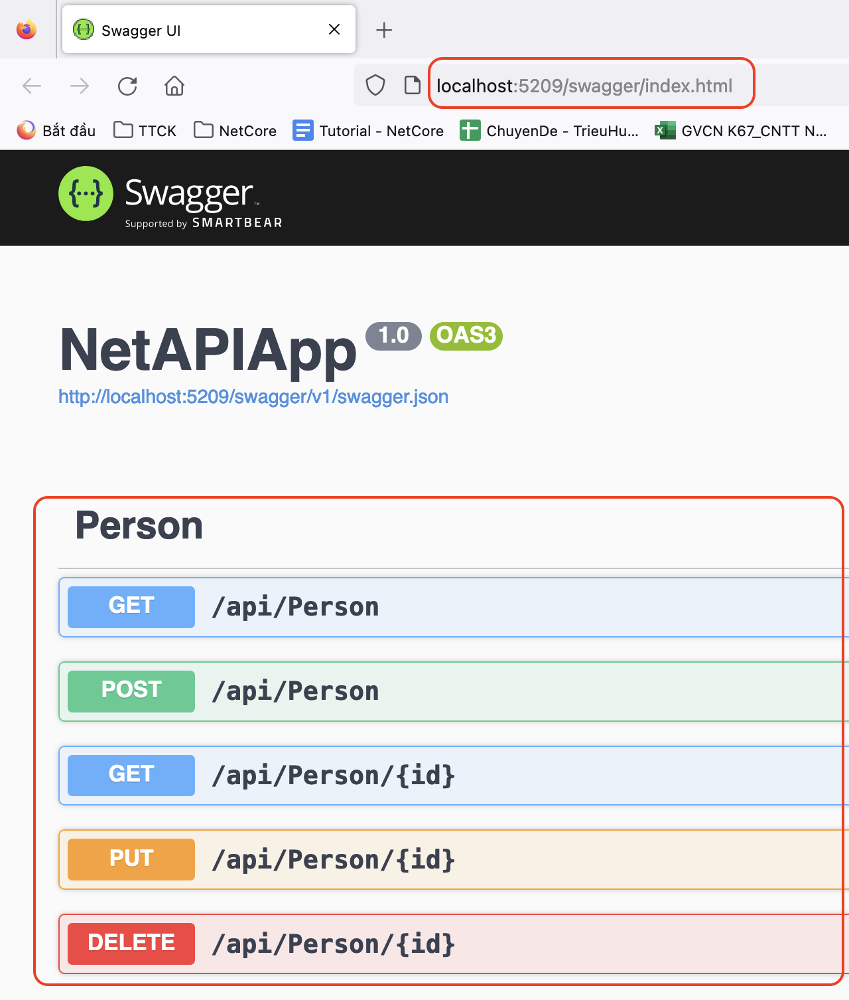 Swagger UI
localhost:5209/swagger/index.html
Bắt đầu TTCK NetCore Tutorial - NetCore ChuyenDe - TrieuHu... GVCN K67_CNTT N...
{···} Swagger™
Supported by SMARTBEAR
NetAPIApp 1.0 OAS3
http://localhost:5209/swagger/v1/swagger.json
Person
GET /api/Person
POST /api/Person
GET /api/Person/{id}
PUT /api/Person/{id}
DELETE /api/Person/{id}